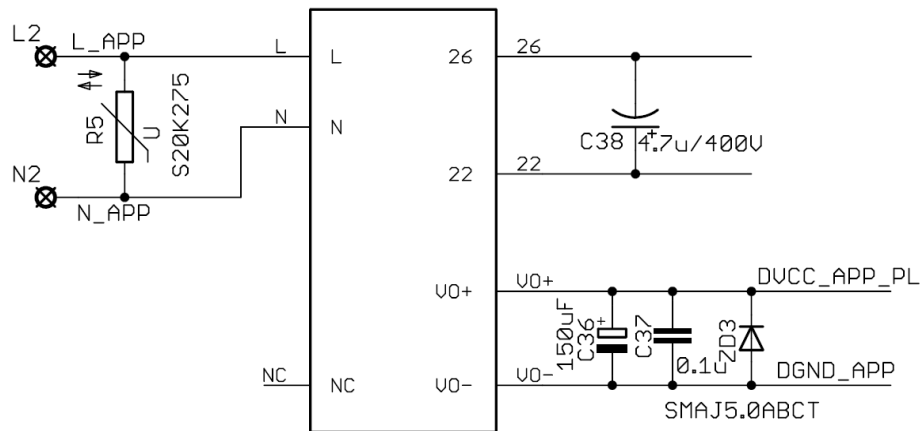 L2
L_APP
L
L
26
26
R5
U
S20K275
N
N
C38
4.7u/400V
N2
N_APP
22
22
VO+
VO+
DVCC_APP_PL
150uF
C36
+
C37
0.1u
ZD3
NC
NC
VO-
VO-
DGND_APP
SMAJ5.0ABCT